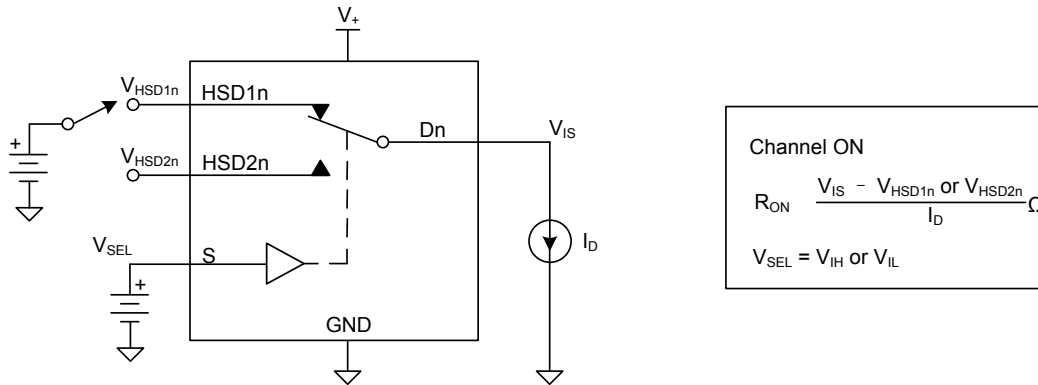 V+
VHSD1n
HSD1n
+
Dn
VIS
VHSD2n
HSD2n
VSEL
S
+
ID
GND
Channel ON
RON VIS - VHSD1n or VHSD2n
ID Ω
VSEL = VIH or VIL